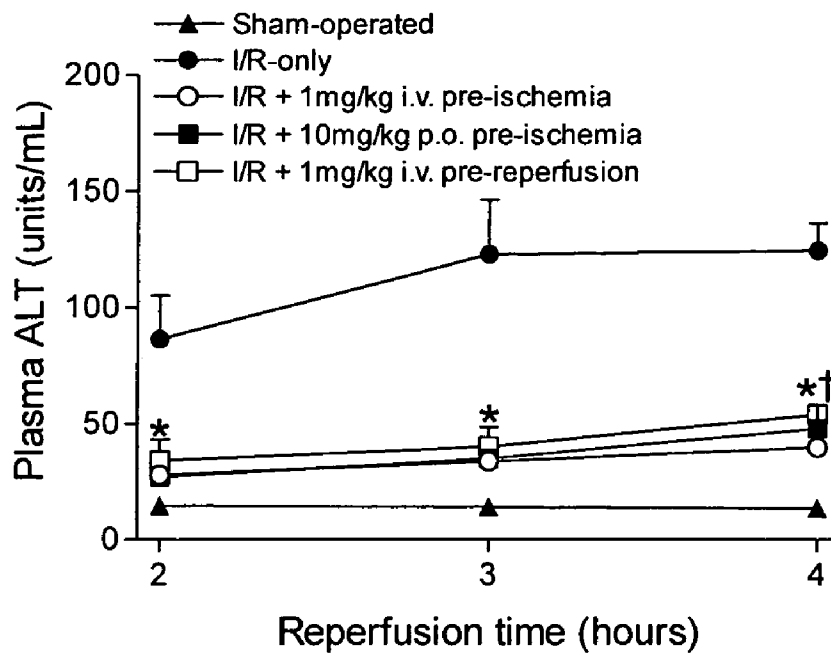 Sham-operated
I/R-only
I/R + 1mg/kg i.v. pre-ischemia
I/R + 10mg/kg p.o. pre-ischemia
I/R + 1mg/kg i.v. pre-reperfusion
Plasma ALT (units/mL)
200
150
100
50
0
*
*
*†
2 3 4
Reperfusion time (hours)